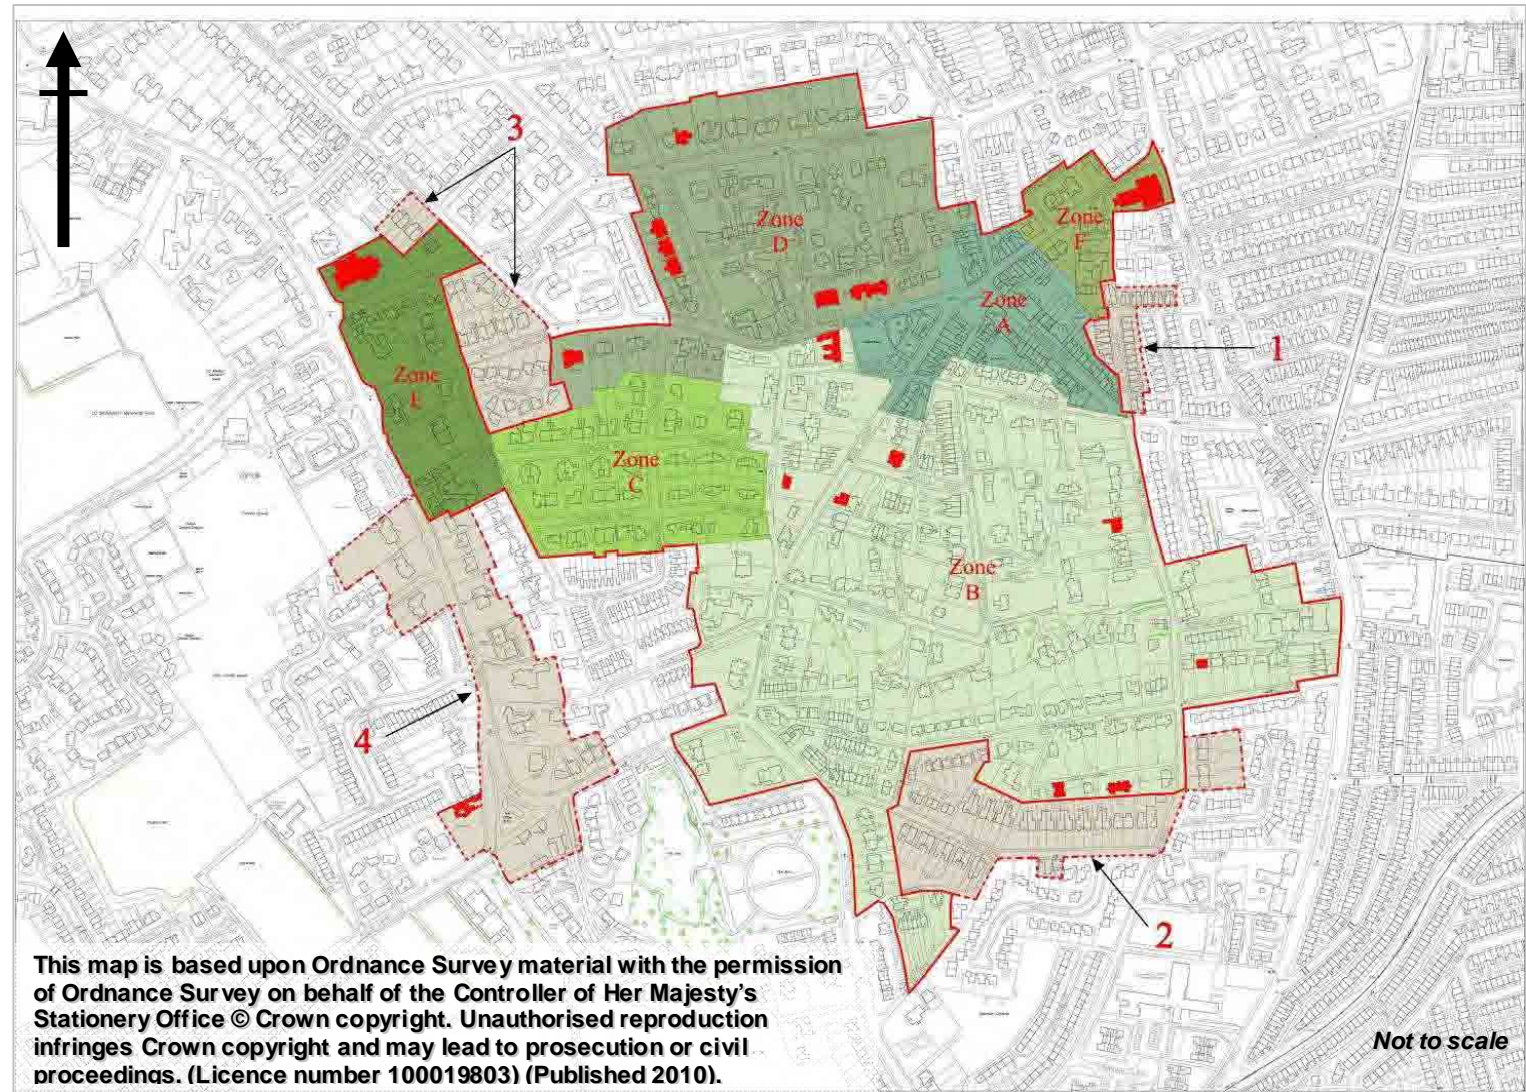 3
Zone
D
Zone
F
Zone
A
1
Zone
E
Zone
C
Zone
B
4
2
This map is based upon Ordnance Survey material with the permission
of Ordnance Survey on behalf of the Controller of Her Majesty's
Stationery Office © Crown copyright. Unauthorised reproduction
infringes Crown copyright and may lead to prosecution or civil
proceedings. (Licence number 100019803) (Published 2010).
Not to scale